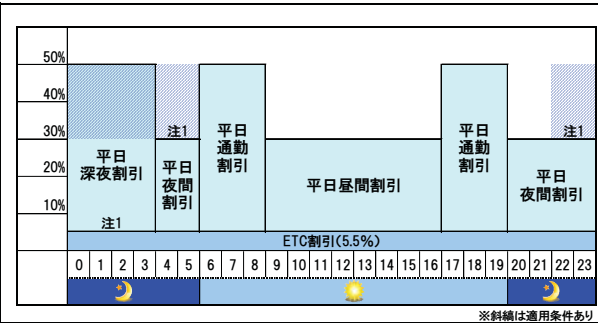 50%
40%
30%
20%
10%
注1
注1
平日
深夜割引
注1
平日
夜間
割引
平日
通勤
割引
平日昼間割引
平日
通勤
割引
平日
夜間割引
ETC割引(5.5%)
0 1 2 3 4 5 6 7 8 9 10 11 12 13 14 15 16 17 18 19 20 21 22 23
※斜縞は適用条件あり